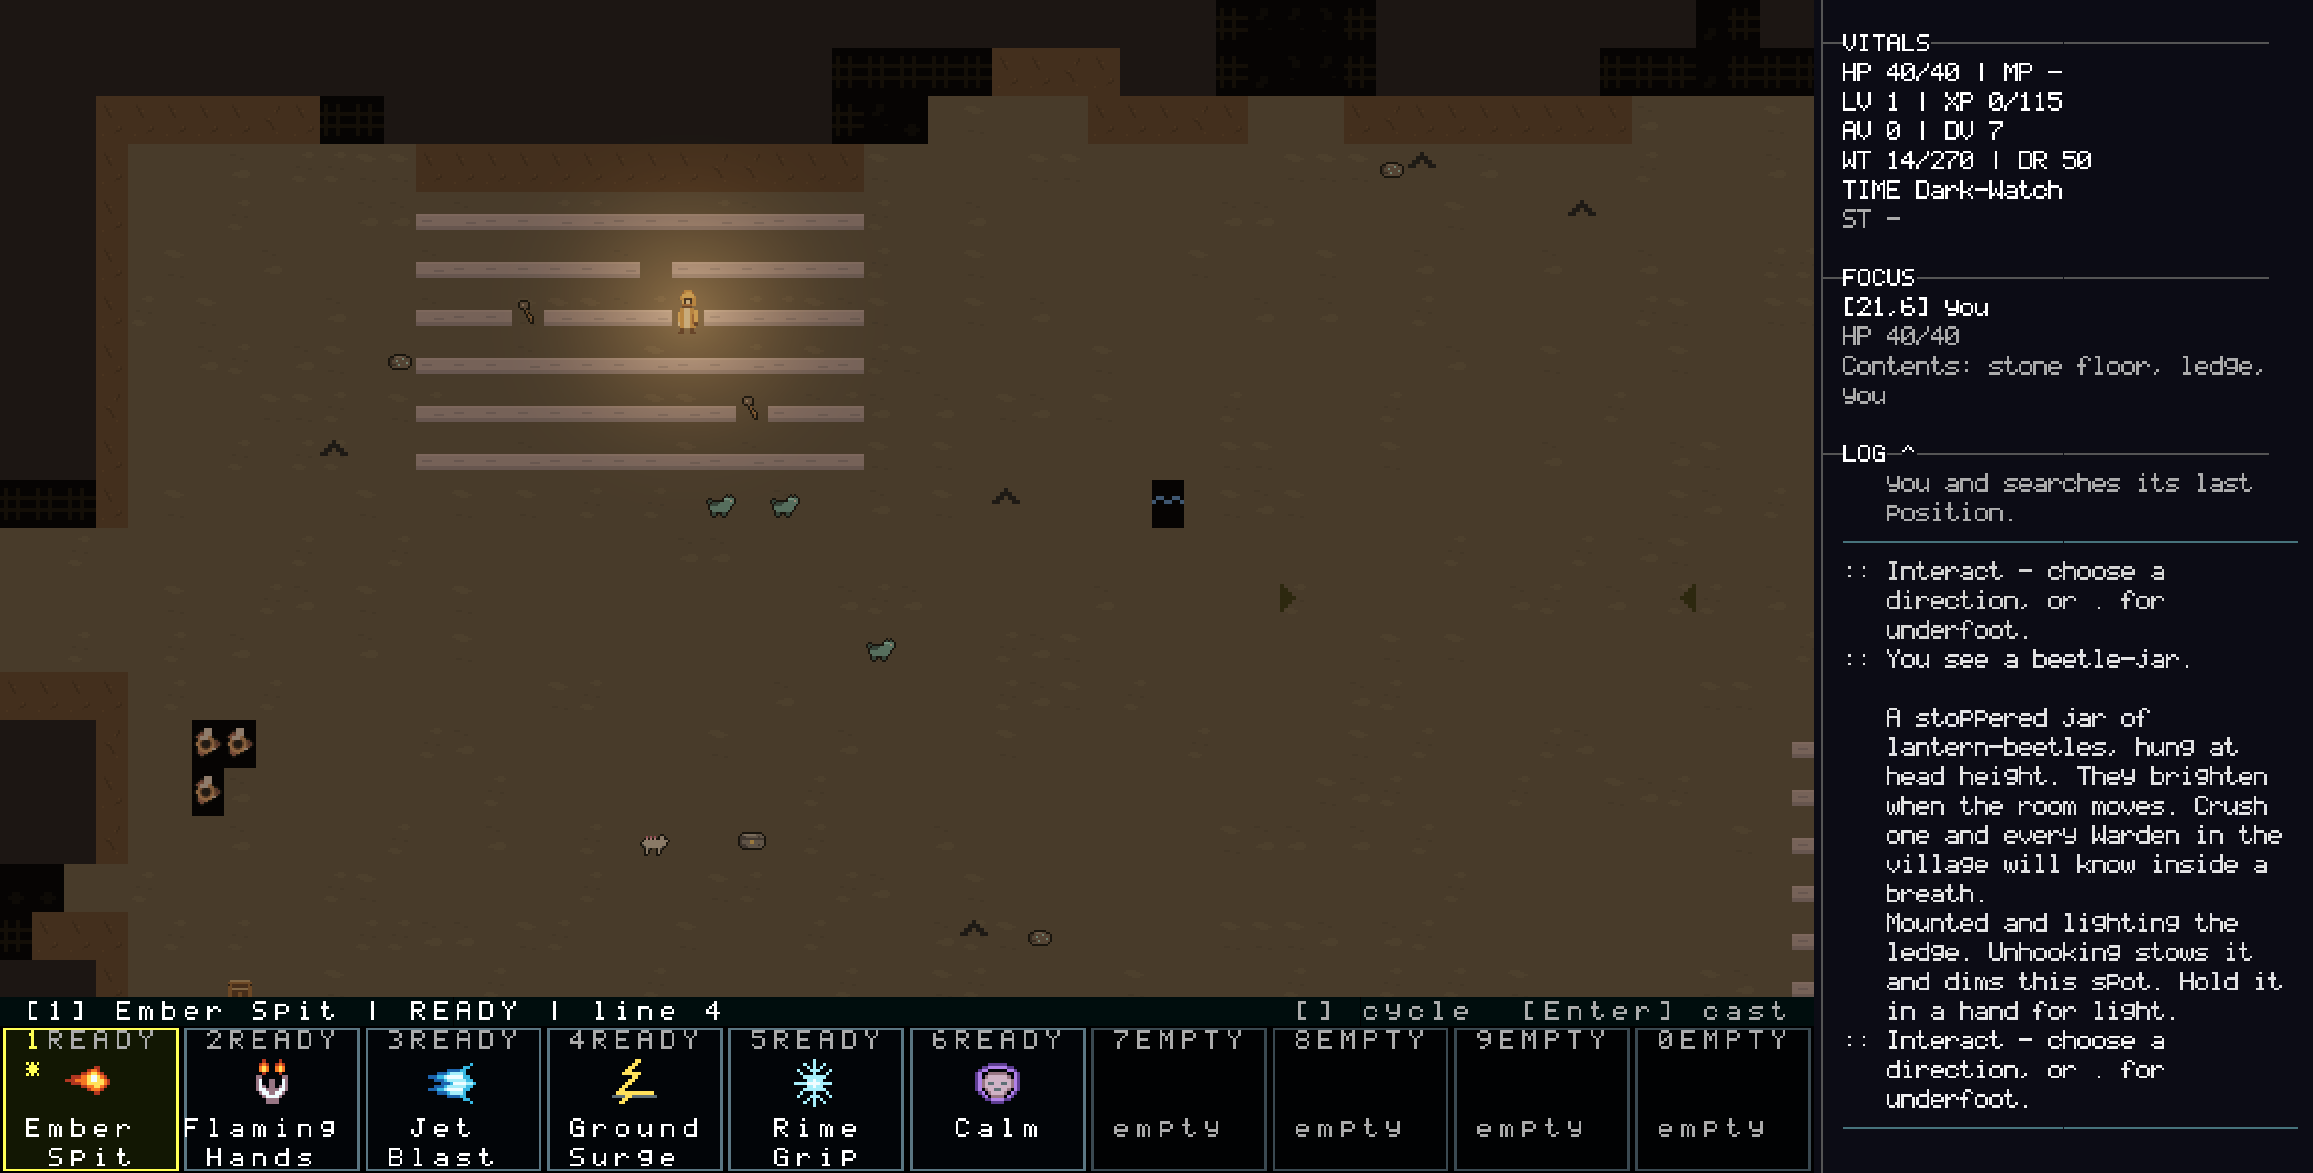 VITALS
HP 40/40 | MP -
LV 1 | XP 0/115
AV 0 | DV 7
WT 14/270 | DR 50
TIME Dark-Watch
ST -
FOCUS
[21,6] You
HP 40/40
Contents: stone floor, ledge,
You
LOG ^
You and searches its last
Position.
:: Interact - choose a
direction, or . for
underfoot.
:: You see a beetle-jar.
A stoppered jar of
lantern-beetles, hung at
head height. They brighten
when the room moves. Crush
one and every Warden in the
village will know inside a
breath.
Mounted and lighting the
ledge. Unhooking stows it
and dims this spot. Hold it
in a hand for light.
:: Interact - choose a
direction, or . for
underfoot.
[1] Ember Spit | READY | line 4
[] cycle [Enter] cast
1READY 2READY 3READY 4READY 5READY 6READY 7EMPTY 8EMPTY 9EMPTY 0EMPTY
Ember Flaming Jet Ground Rime Calm empty empty empty empty
Spit Hands Blast Surge Grip